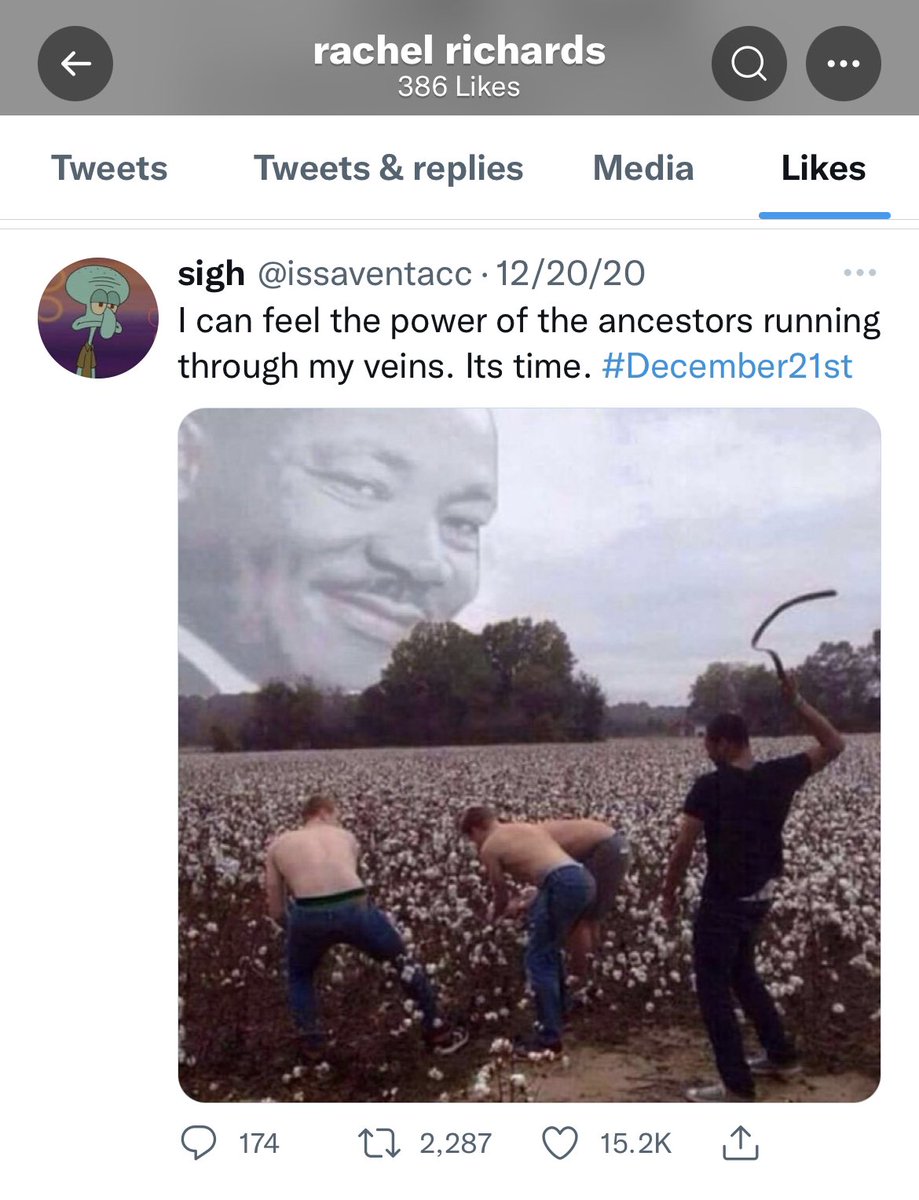 rachel richards
386 Likes
Tweets Tweets & replies Media Likes
sigh @issaventacc · 12/20/20
I can feel the power of the ancestors running
through my veins. Its time. #December21st
174 2,287 15.2K